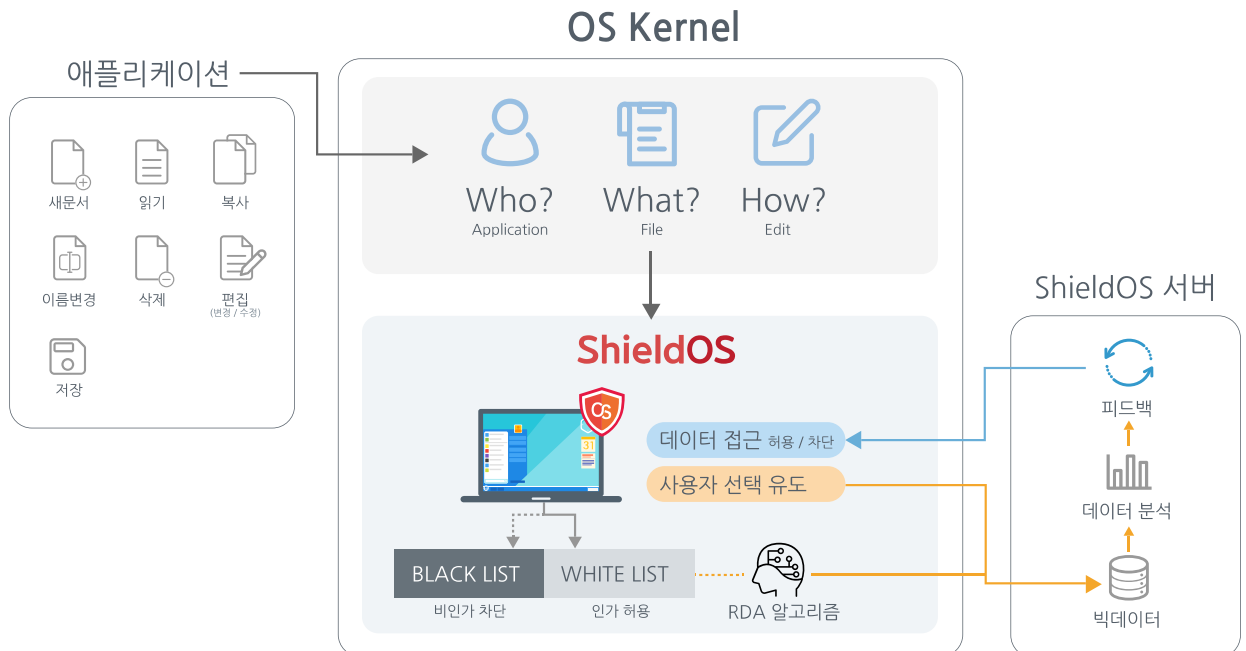 OS Kernel
애플리케이션
새문서
읽기
복사
이름변경
삭제
편집
(변경 / 수정)
저장
Who?
Application
What?
File
How?
Edit
ShieldOS
OS
31
데이터 접근 허용 / 차단
사용자 선택 유도
BLACK LIST
WHITE LIST
비인가 차단
인가 허용
RDA 알고리즘
ShieldOS 서버
피드백
데이터 분석
빅데이터